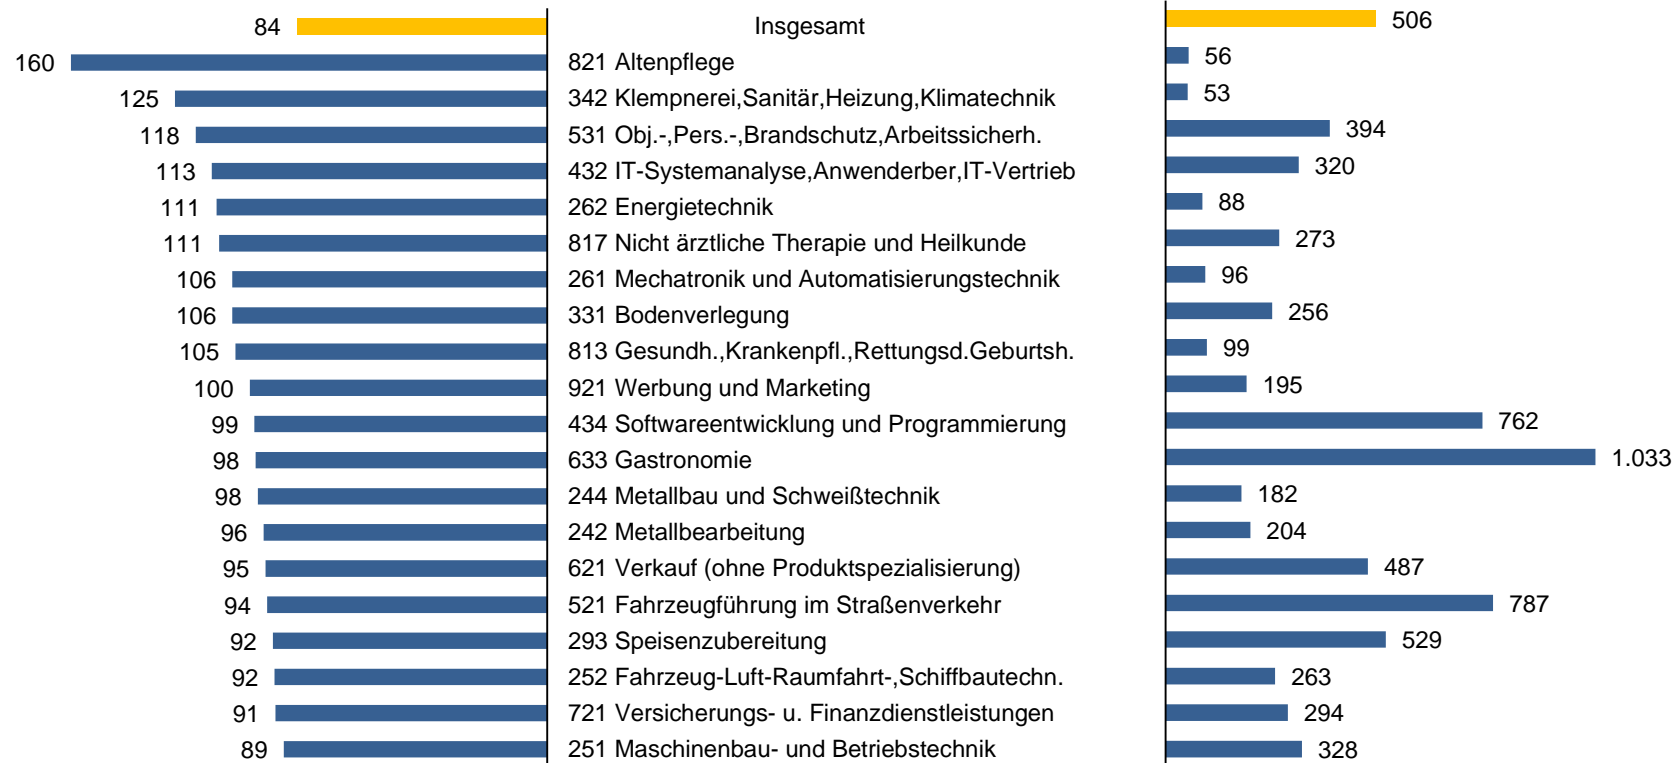 84 Insgesamt 506
160 821 Altenpflege 56
125 342 Klempnerei,Sanitär,Heizung,Klimatechnik 53
118 531 Obj.-,Pers.-,Brandschutz,Arbeitssicherh. 394
113 432 IT-Systemanalyse,Anwenderber,IT-Vertrieb 320
111 262 Energietechnik 88
111 817 Nicht ärztliche Therapie und Heilkunde 273
106 261 Mechatronik und Automatisierungstechnik 96
106 331 Bodenverlegung 256
105 813 Gesundh.,Krankenpfl.,Rettungsd.Geburtsh. 99
100 921 Werbung und Marketing 195
99 434 Softwareentwicklung und Programmierung 762
98 633 Gastronomie 1.033
98 244 Metallbau und Schweißtechnik 182
96 242 Metallbearbeitung 204
95 621 Verkauf (ohne Produktspezialisierung) 487
94 521 Fahrzeugführung im Straßenverkehr 787
92 293 Speisenzubereitung 529
92 252 Fahrzeug-Luft-Raumfahrt-,Schiffbautechn. 263
91 721 Versicherungs- u. Finanzdienstleistungen 294
89 251 Maschinenbau- und Betriebstechnik 328